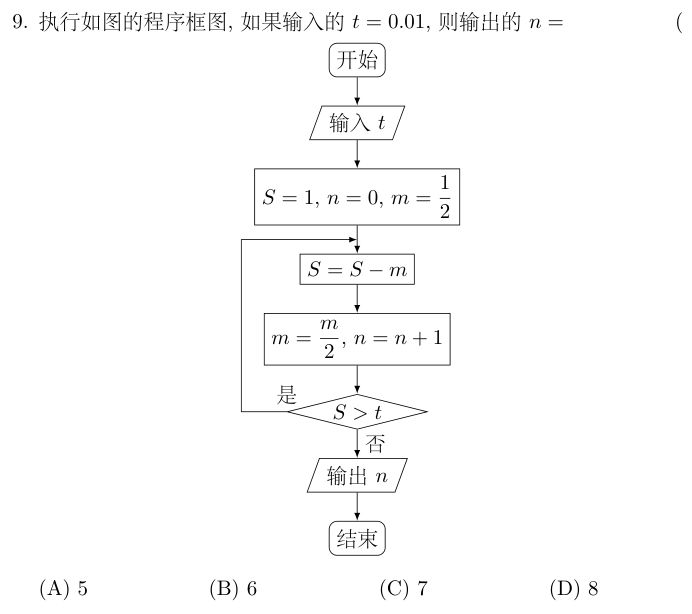 9. 执行如图的程序框图, 如果输入的 t = 0.01, 则输出的 n = (
开始
输入 t
S = 1, n = 0, m = \frac{1}{2}
S = S − m
m = \frac{m}{2}, n = n + 1
是
S > t
否
输出 n
结束
(A) 5 (B) 6 (C) 7 (D) 8